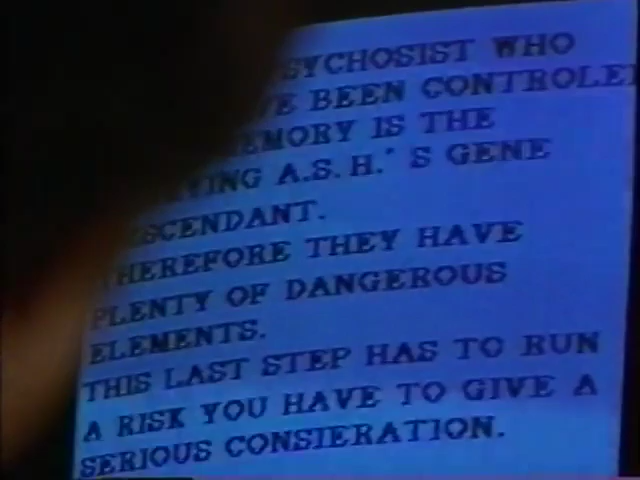 SYCHOSIST WHO
E BEEN CONTROLE
EMORY IS THE
VING A.S.H.'S GENE
SCENDANT.
HEREFORE THEY HAVE
PLENTY OF DANGEROUS
ELEMENTS.
THIS LAST STEP HAS TO RUN
A RISK YOU HAVE TO GIVE A
SERIOUS CONSIERATION.